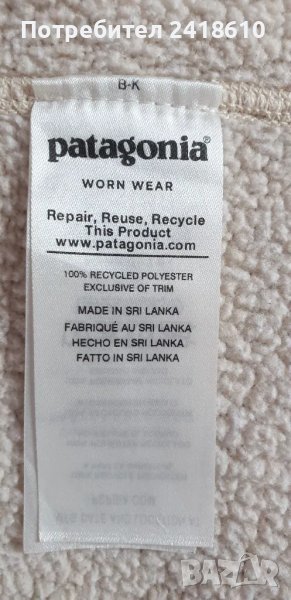 Потребител 2418610
B-K
patagonia®
WORN WEAR
Repair, Reuse, Recycle
This Product
www.patagonia.com
100% RECYCLED POLYESTER
EXCLUSIVE OF TRIM
MADE IN SRI LANKA
FABRIQUÉ AU SRI LANKA
HECHO EN SRI LANKA
FATTO IN SRI LANKA
BAZAR